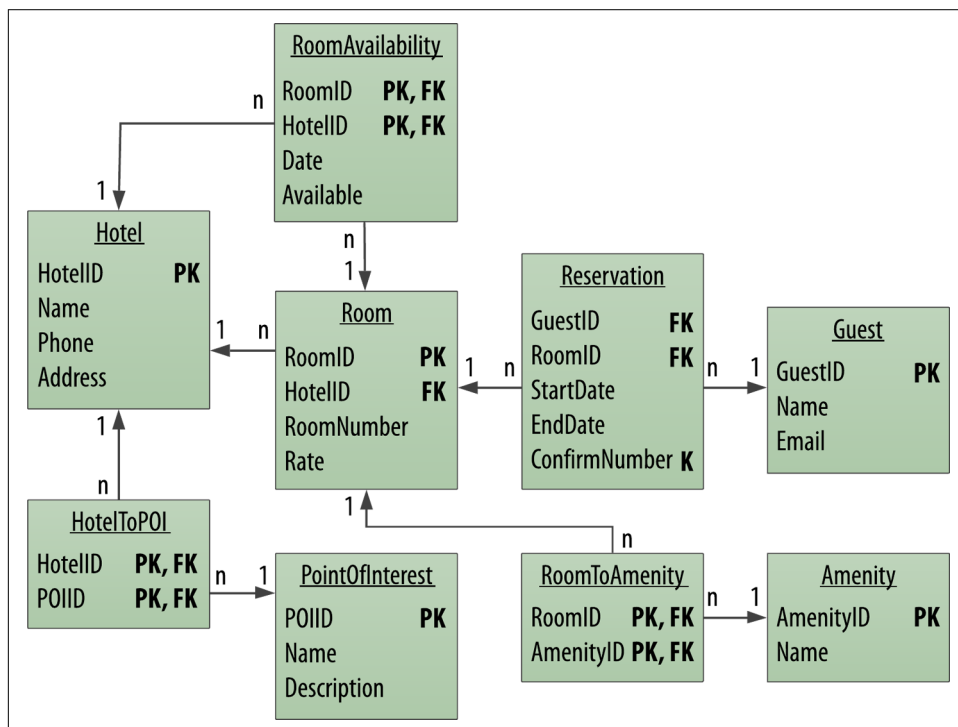 RoomAvailability
RoomID PK, FK
HotelID PK, FK
Date
Available
n
1
n
1
Hotel
HotelID PK
Name
Phone
Address
1 n
Room
RoomID PK
HotelID FK
RoomNumber
Rate
1 n
Reservation
GuestID FK
RoomID FK
StartDate
EndDate
ConfirmNumber K
n 1
Guest
GuestID PK
Name
Email
1
n
HotelToPOI
HotelID PK, FK
POIID PK, FK
n 1
PointOfInterest
POIID PK
Name
Description
1
n
RoomToAmenity
RoomID PK, FK
AmenityID PK, FK
n 1
Amenity
AmenityID PK
Name